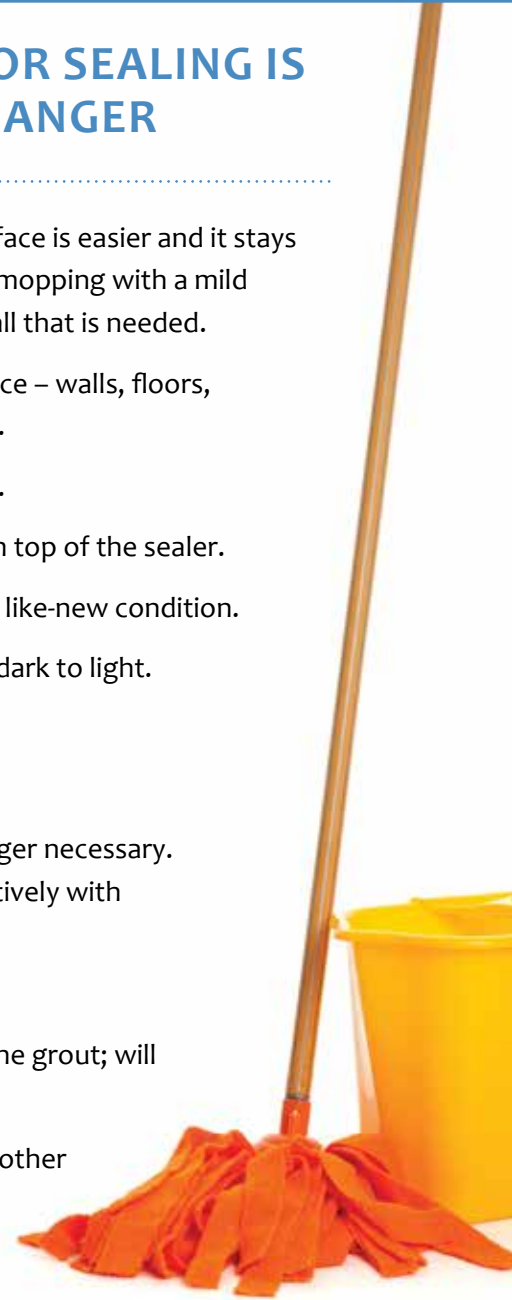 OR SEALING IS
ANGER
face is easier and it stays
mopping with a mild
all that is needed.
ce – walls, floors,
.
.
n top of the sealer.
like-new condition.
dark to light.
ger necessary.
tively with
ne grout; will
other